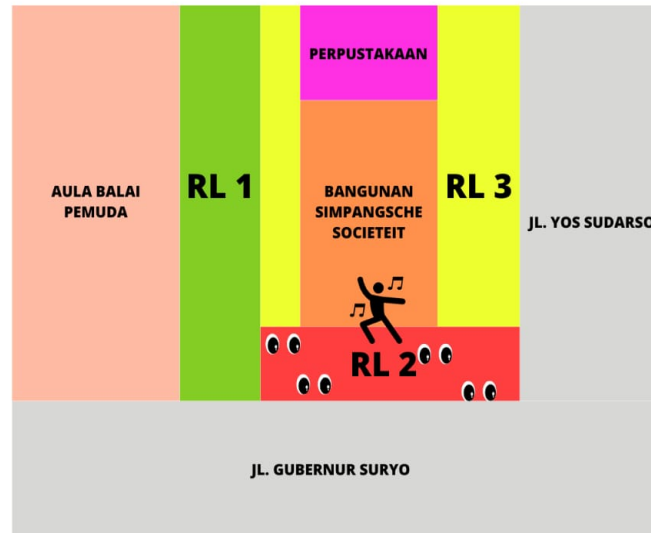 PERPUSTAKAAN
AULA BALAI
PEMUDA
RL 1
BANGUNAN
SIMPANGSCHE
SOCIETEIT
RL 3
JL. YOS SUDARSO
RL 2
JL. GUBERNUR SURYO